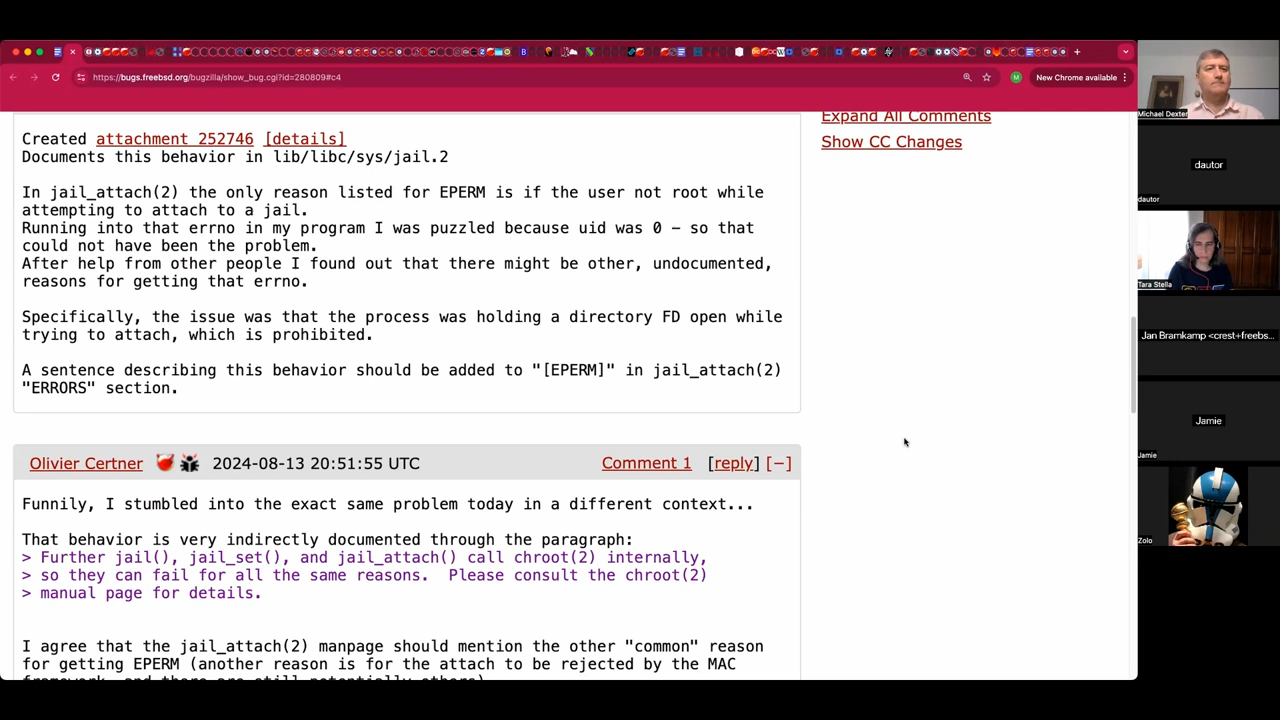 https://bugs.freebsd.org/bugzilla/show_bug.cgi?id=280809#c4
M
New Chrome available
Created attachment 252746 [details]
Documents this behavior in lib/libc/sys/jail.2
In jail_attach(2) the only reason listed for EPERM is if the user not root while
attempting to attach to a jail.
Running into that errno in my program I was puzzled because uid was 0 - so that
could not have been the problem.
After help from other people I found out that there might be other, undocumented,
reasons for getting that errno.
Specifically, the issue was that the process was holding a directory FD open while
trying to attach, which is prohibited.
A sentence describing this behavior should be added to "[EPERM]" in jail_attach(2)
"ERRORS" section.
Expand All Comments
Show CC Changes
Olivier Certner 2024-08-13 20:51:55 UTC Comment 1 [reply] [−]
Funnily, I stumbled into the exact same problem today in a different context...
That behavior is very indirectly documented through the paragraph:
> Further jail(), jail_set(), and jail_attach() call chroot(2) internally,
> so they can fail for all the same reasons.  Please consult the chroot(2)
> manual page for details.
I agree that the jail_attach(2) manpage should mention the other "common" reason
for getting EPERM (another reason is for the attach to be rejected by the MAC
framework, and there are still potentially others).
Michael Dexter
dautor
dautor
Tara Stella
Jan Bramkamp <crest+freebs...
Jamie
Jamie
Zolo